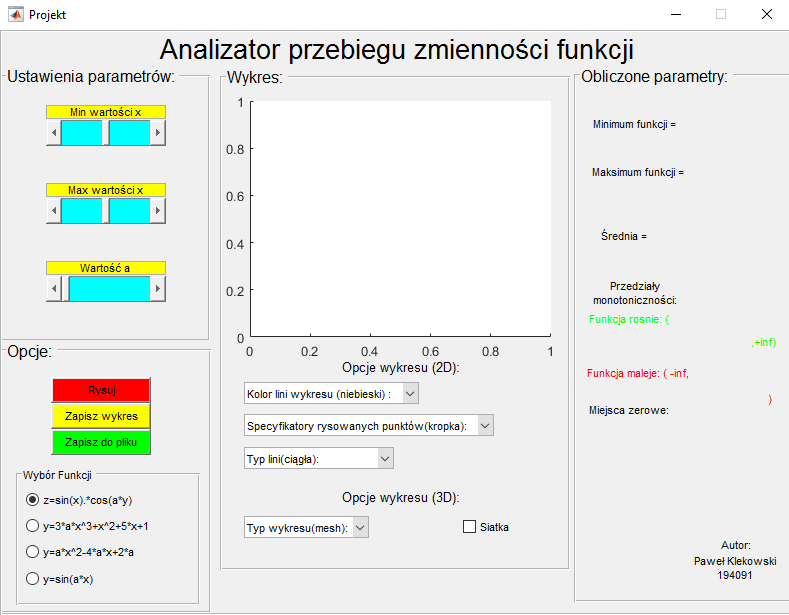 Projekt
Analizator przebiegu zmienności funkcji
Ustawienia parametrów:
Min wartości x
Max wartości x
Wartość a
Opcje:
Rysuj
Zapisz wykres
Zapisz do pliku
Wybór Funkcji
z=sin(x).*cos(a*y)
y=3*a*x^3+x^2+5*x+1
y=a*x^2-4*a*x+2*a
y=sin(a*x)
Wykres:
1
0.8
0.6
0.4
0.2
0
0 0.2 0.4 0.6 0.8 1
Opcje wykresu (2D):
Kolor lini wykresu (niebieski) :
Specyfikatory rysowanych punktów(kropka):
Typ lini(ciągła):
Opcje wykresu (3D):
Typ wykresu(mesh):
Siatka
Obliczone parametry:
Minimum funkcji =
Maksimum funkcji =
Średnia =
Przedziały
monotoniczności:
Funkcja rosnie: (
,+inf)
Funkcja maleje: ( -inf,
)
Miejsca zerowe:
Autor:
Paweł Klekowski
194091